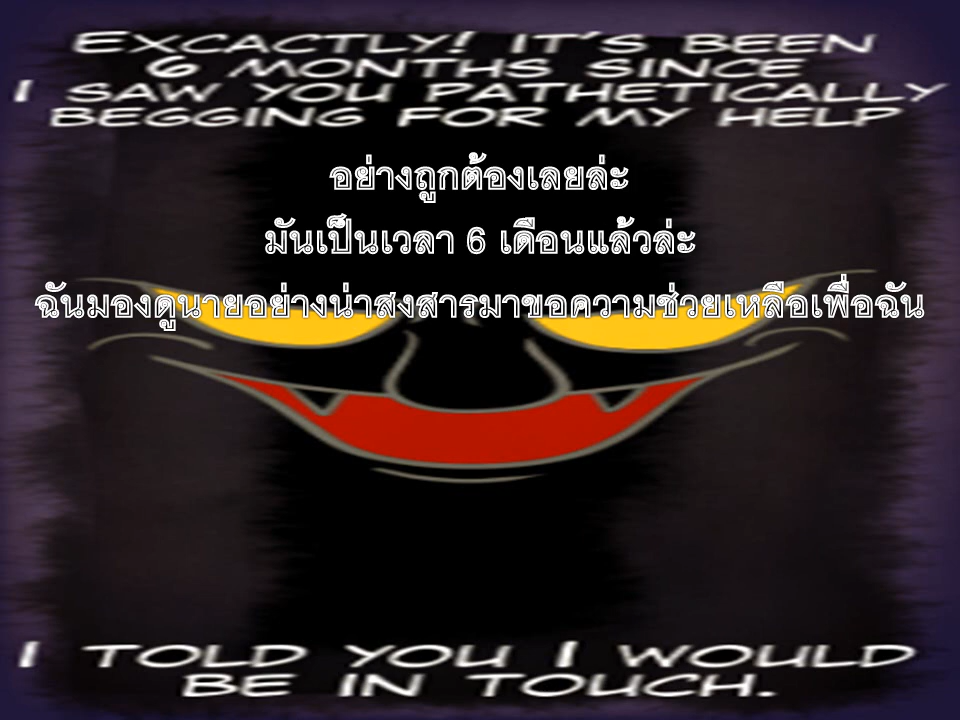 EXCACTLY! IT'S BEEN
6 MONTHS SINCE
I SAW YOU PATHETICALLY
BEGGING FOR MY HELP
อย่างถูกต้องเลยล่ะ
มันเป็นเวลา 6 เดือนแล้วล่ะ
ฉันมองดูนายอย่างน่าสงสารมาขอความช่วยเหลือเพื่อฉัน
I TOLD YOU I WOULD
BE IN TOUCH.